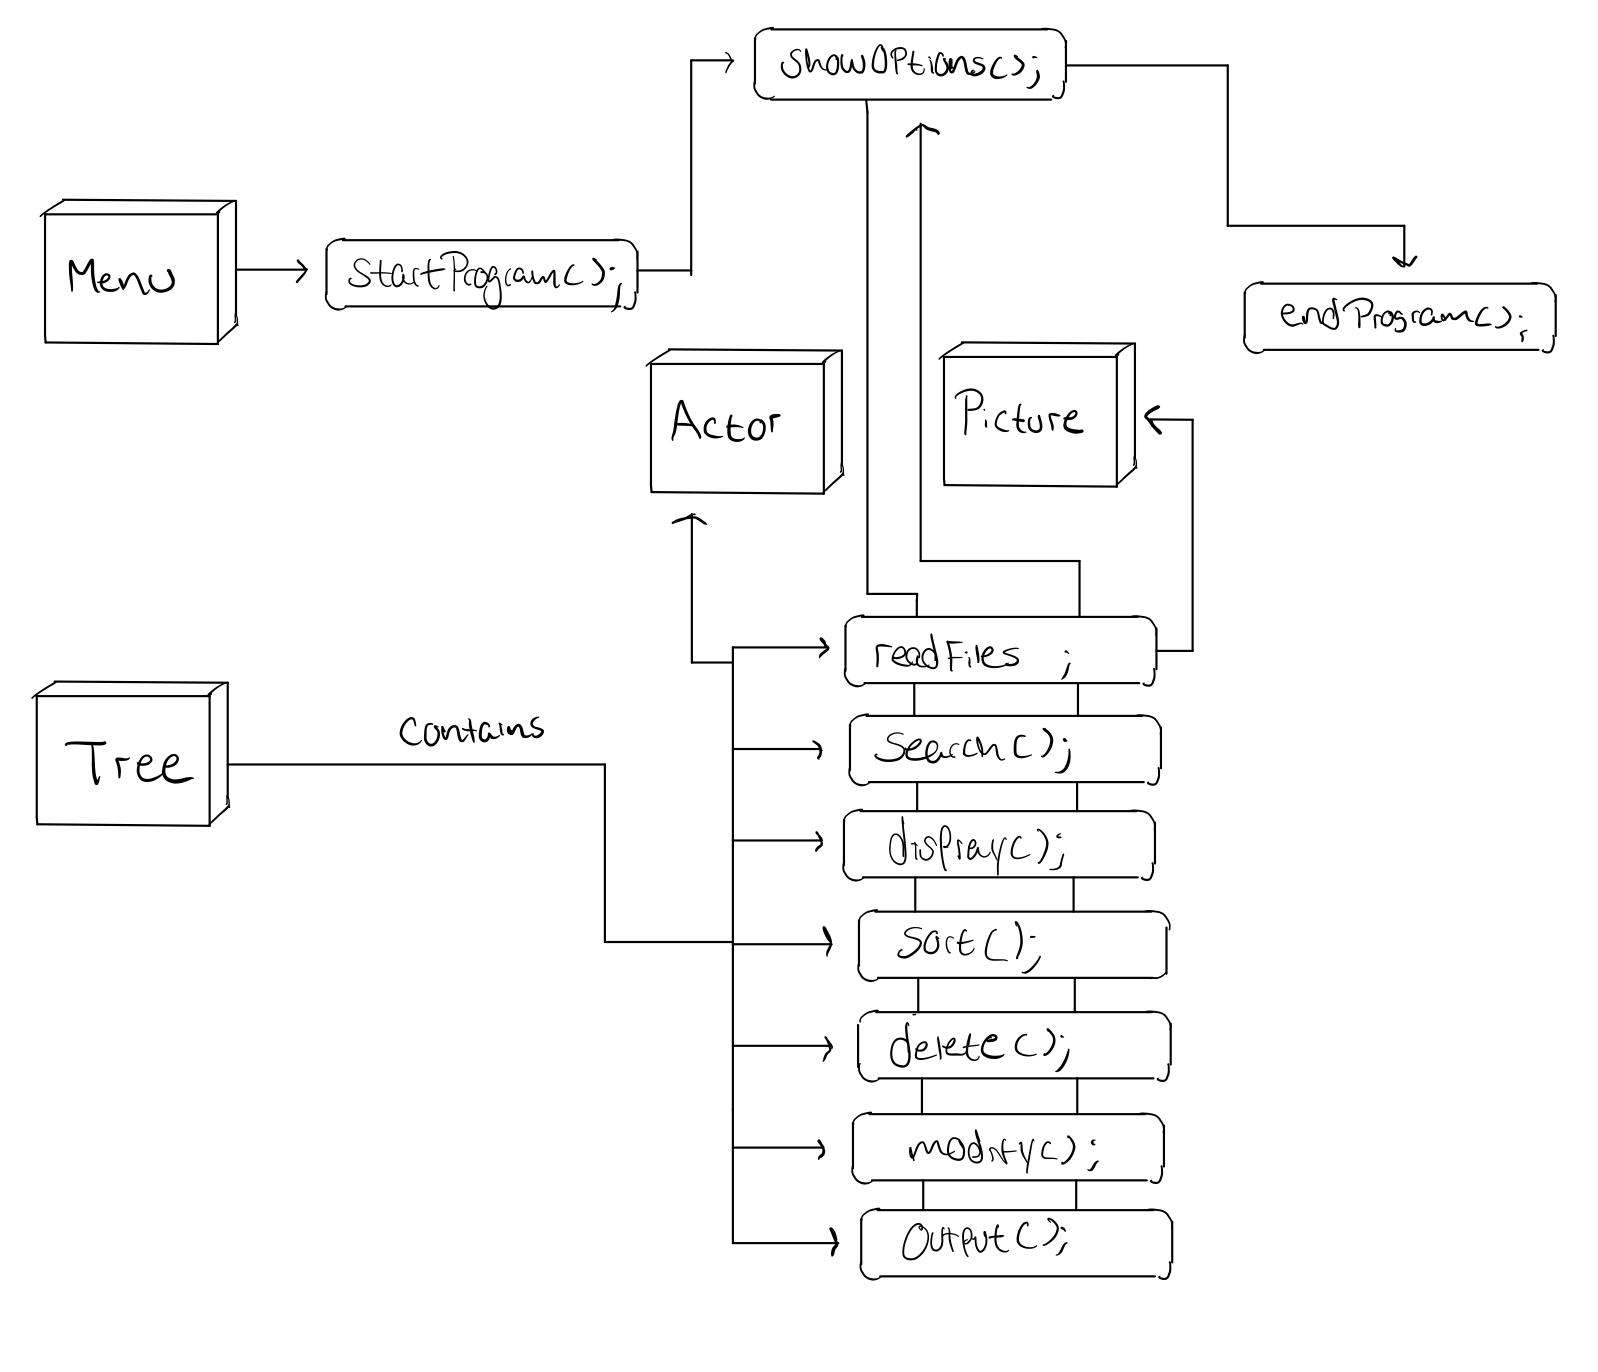 showOptions();
Menu
startProgram();
endProgram();
Actor
Picture
readFiles ;
Search();
Tree
contains
display();
Sort();
delete();
modify();
Output();